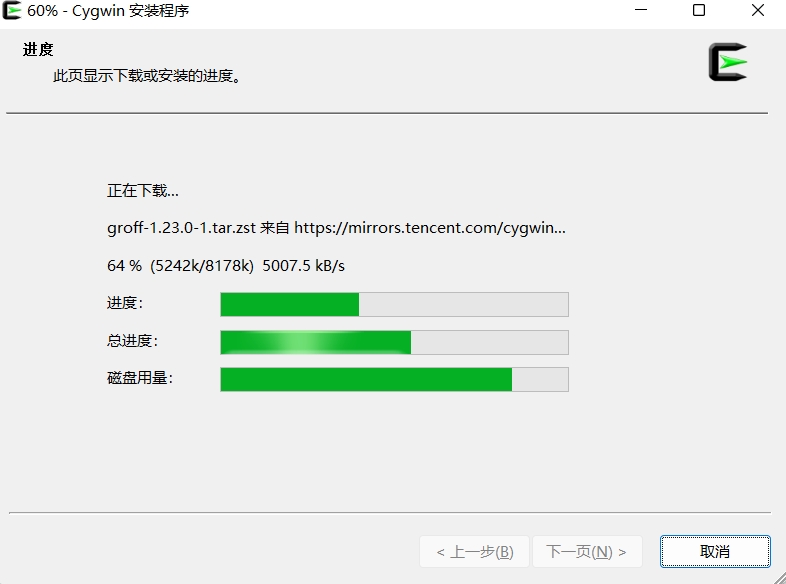 60% - Cygwin 安装程序
进度
此页显示下载或安装的进度。
正在下载...
groff-1.23.0-1.tar.zst 来自 https://mirrors.tencent.com/cygwin...
64 % (5242k/8178k) 5007.5 kB/s
进度：
总进度：
磁盘用量：
< 上一步(B) 下一页(N) > 取消